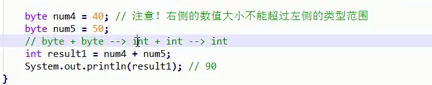 byte num4 = 40; // 注意！右侧的数值大小不能超过左侧的类型范围
byte num5 = 50;
// byte + byte --> int + int --> int
int result1 = num4 + num5;
System.out.println(result1); // 90
}